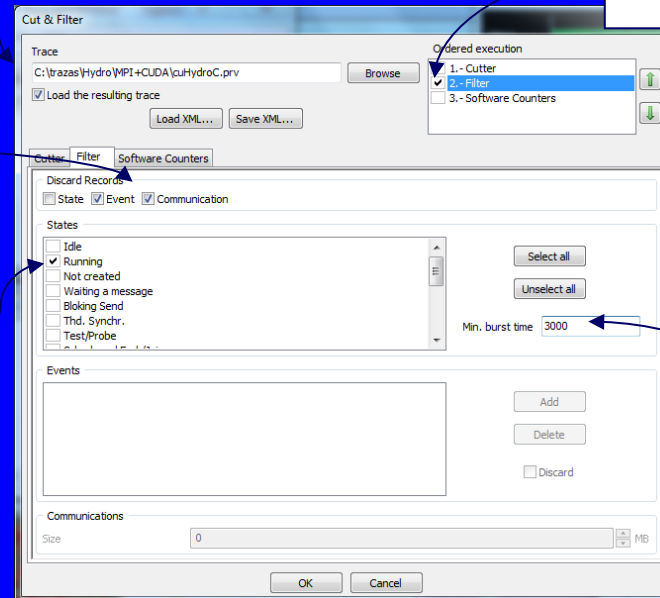 Cut & Filter
Trace
C:\trazas\Hydro\MPI+CUDA\cuHydroC.prv
Browse
Load the resulting trace
Load XML...
Save XML...
Ordered execution
1.- Cutter
2.- Filter
3.- Software Counters
Cutter
Filter
Software Counters
Discard Records
State
Event
Communication
States
Idle
Running
Not created
Waiting a message
Bloking Send
Thd. Synchr.
Test/Probe
Select all
Unselect all
Min. burst time
3000
Events
Add
Delete
Discard
Communications
Size
0
MB
OK
Cancel